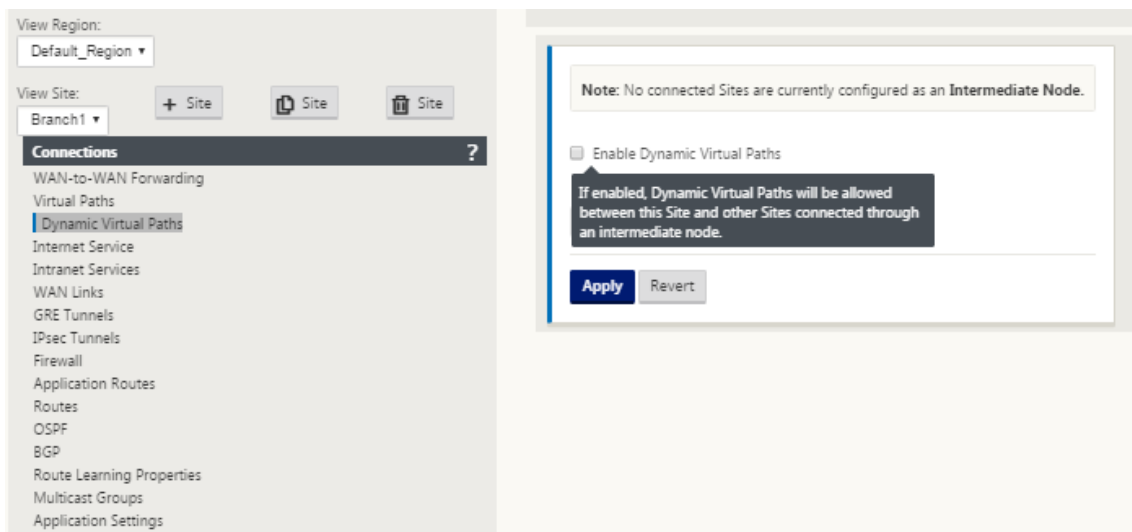 View Region:
Default_Region ▾
View Site:
Branch1 ▾
+ Site
Site
Site
Connections ?
WAN-to-WAN Forwarding
Virtual Paths
Dynamic Virtual Paths
Internet Service
Intranet Services
WAN Links
GRE Tunnels
IPsec Tunnels
Firewall
Application Routes
Routes
OSPF
BGP
Route Learning Properties
Multicast Groups
Application Settings
Note: No connected Sites are currently configured as an Intermediate Node.
Enable Dynamic Virtual Paths
If enabled, Dynamic Virtual Paths will be allowed
between this Site and other Sites connected through
an intermediate node.
Apply
Revert